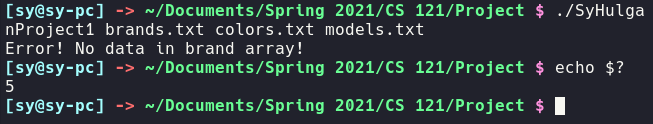 [sy@sy-pc] -> ~/Documents/Spring 2021/CS 121/Project $ ./SyHulga
nProject1 brands.txt colors.txt models.txt
Error! No data in brand array!
[sy@sy-pc] -> ~/Documents/Spring 2021/CS 121/Project $ echo $?
5
[sy@sy-pc] -> ~/Documents/Spring 2021/CS 121/Project $